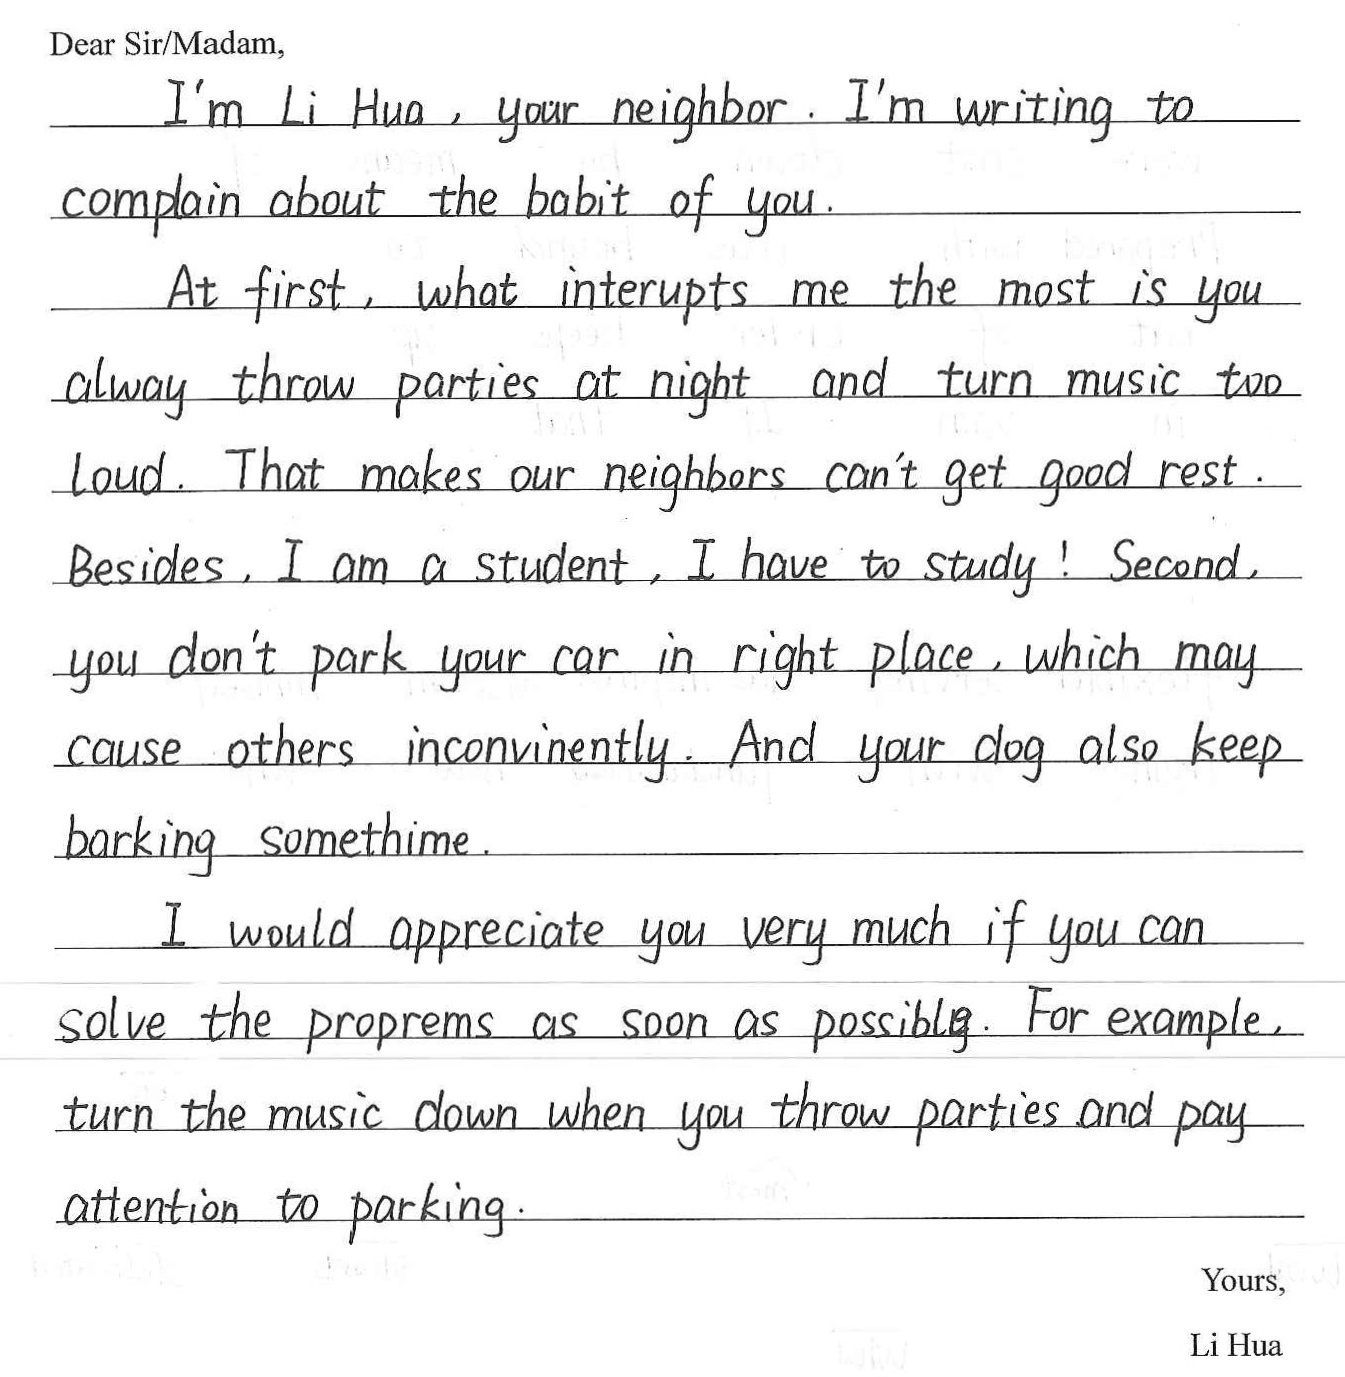 Dear Sir/Madam,
I'm Li Hua, your neighbor. I'm writing to
complain about the babit of you.
At first, what interupts me the most is you
alway throw parties at night and turn music too
loud. That makes our neighbors can't get good rest.
Besides, I am a student, I have to study! Second,
you don't park your car in right place, which may
cause others inconvinently. And your dog also keep
barking somethime.
I would appreciate you very much if you can
solve the proprems as soon as possible. For example,
turn the music down when you throw parties and pay
attention to parking.
Yours,
Li Hua